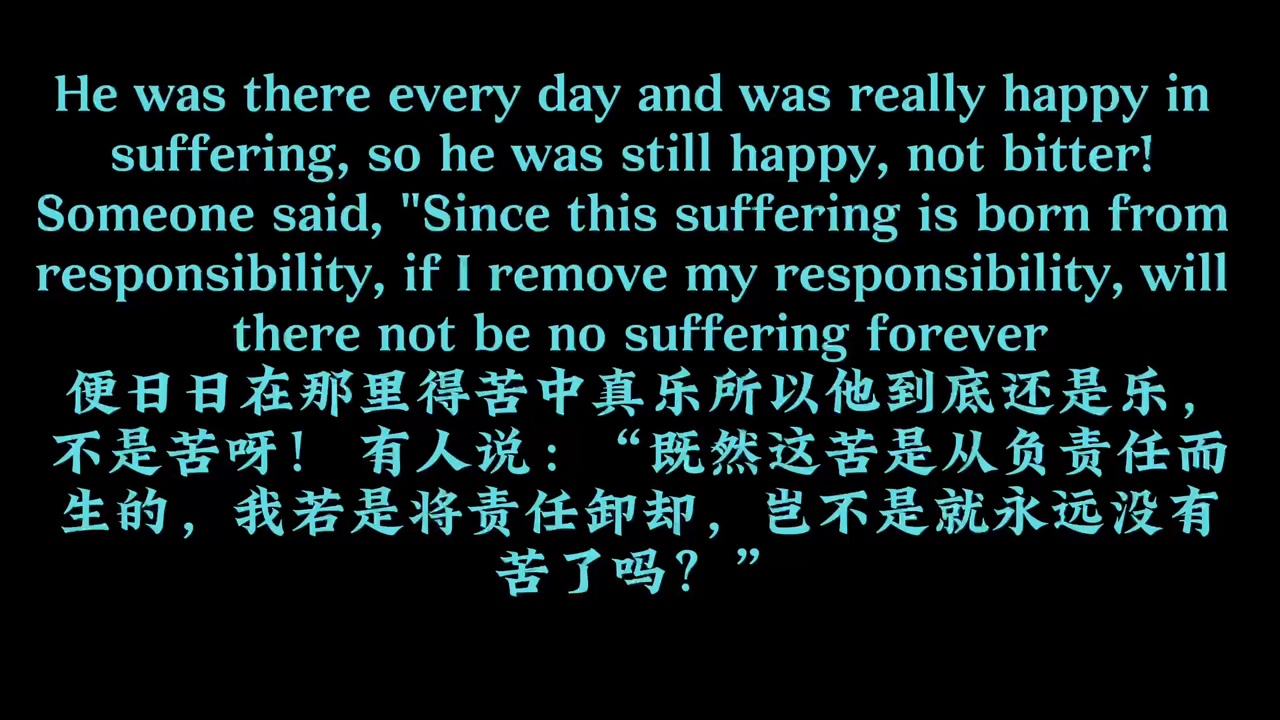 He was there every day and was really happy in
suffering, so he was still happy, not bitter!
Someone said, "Since this suffering is born from
responsibility, if I remove my responsibility, will
there not be no suffering forever
便日日在那里得苦中真乐所以他到底还是乐，
不是苦呀！ 有人说：“既然这苦是从负责任而
生的，我若是将责任卸却，岂不是就永远没有
苦了吗？”